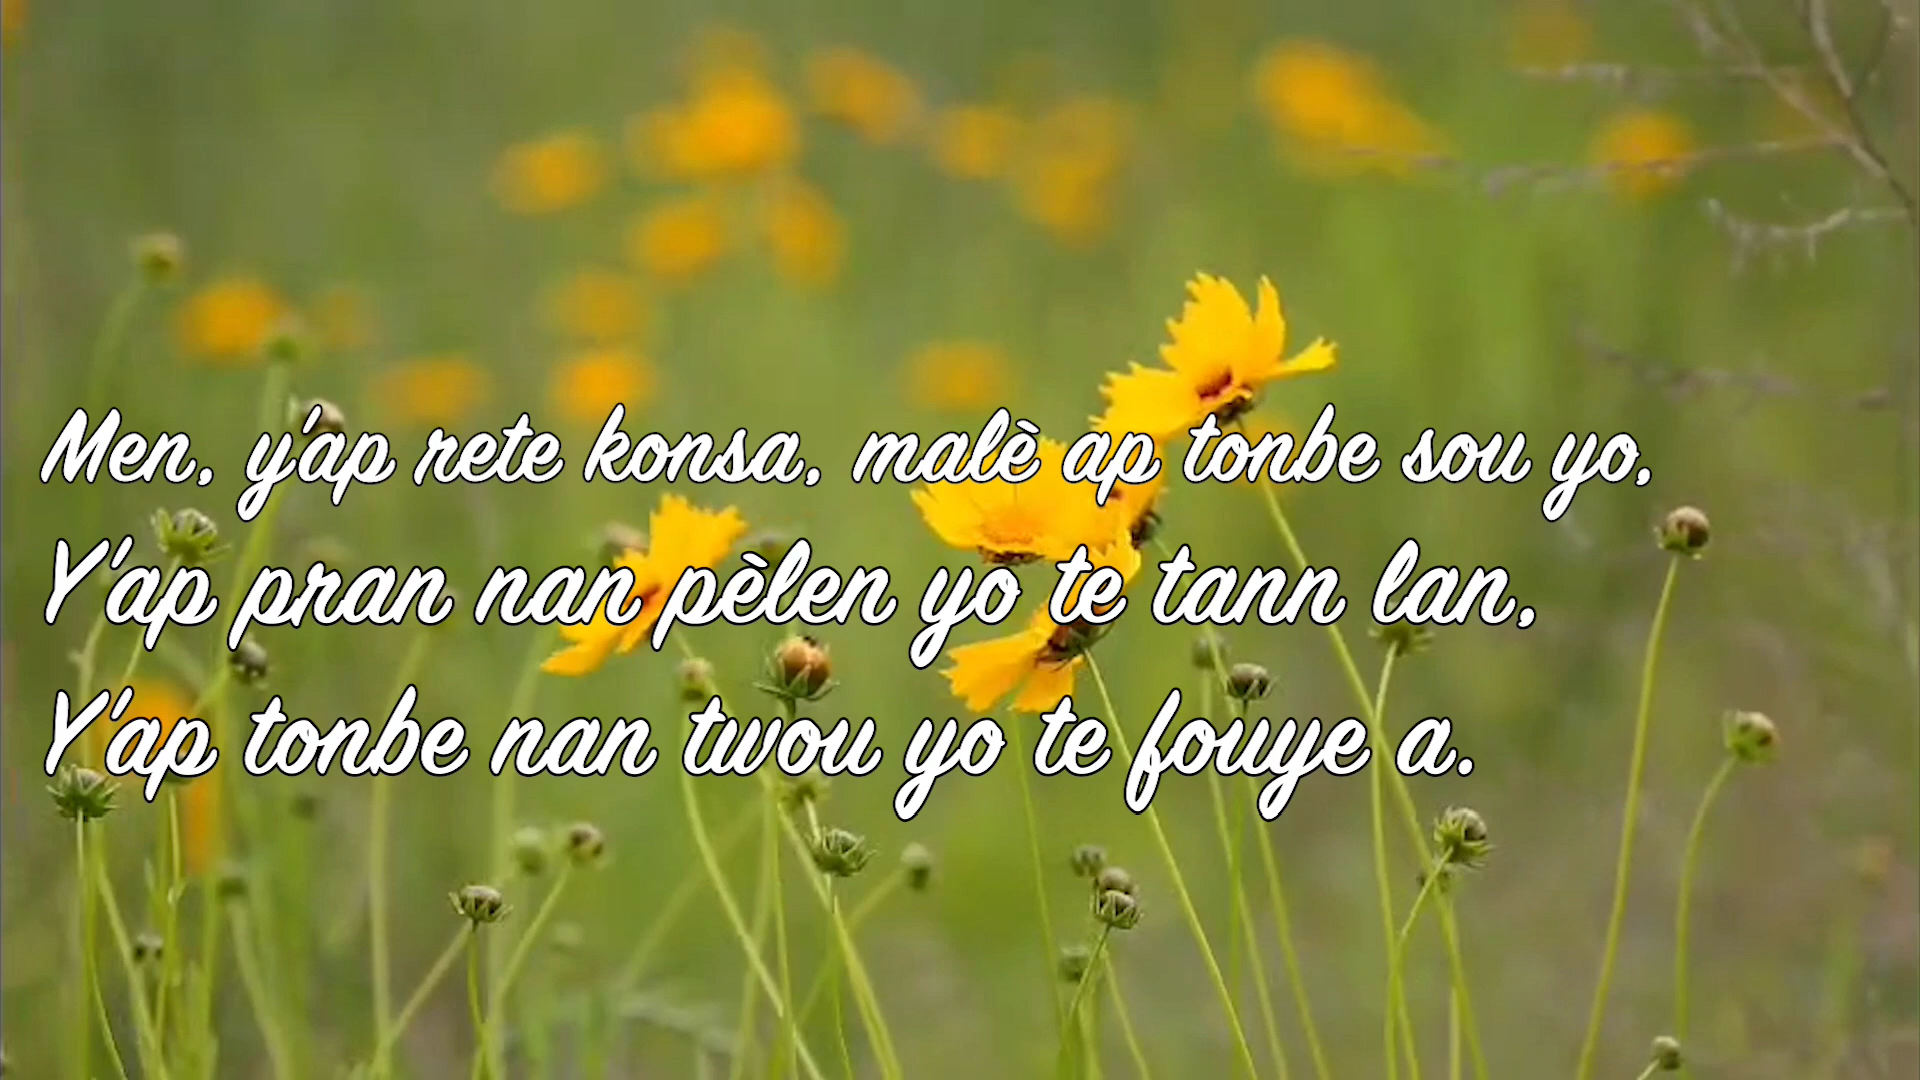 Men, y'ap rete konsa, malè ap tonbe sou yo,
Y'ap pran nan pèlen yo te tann lan,
Y'ap tonbe nan twou yo te fouye a.